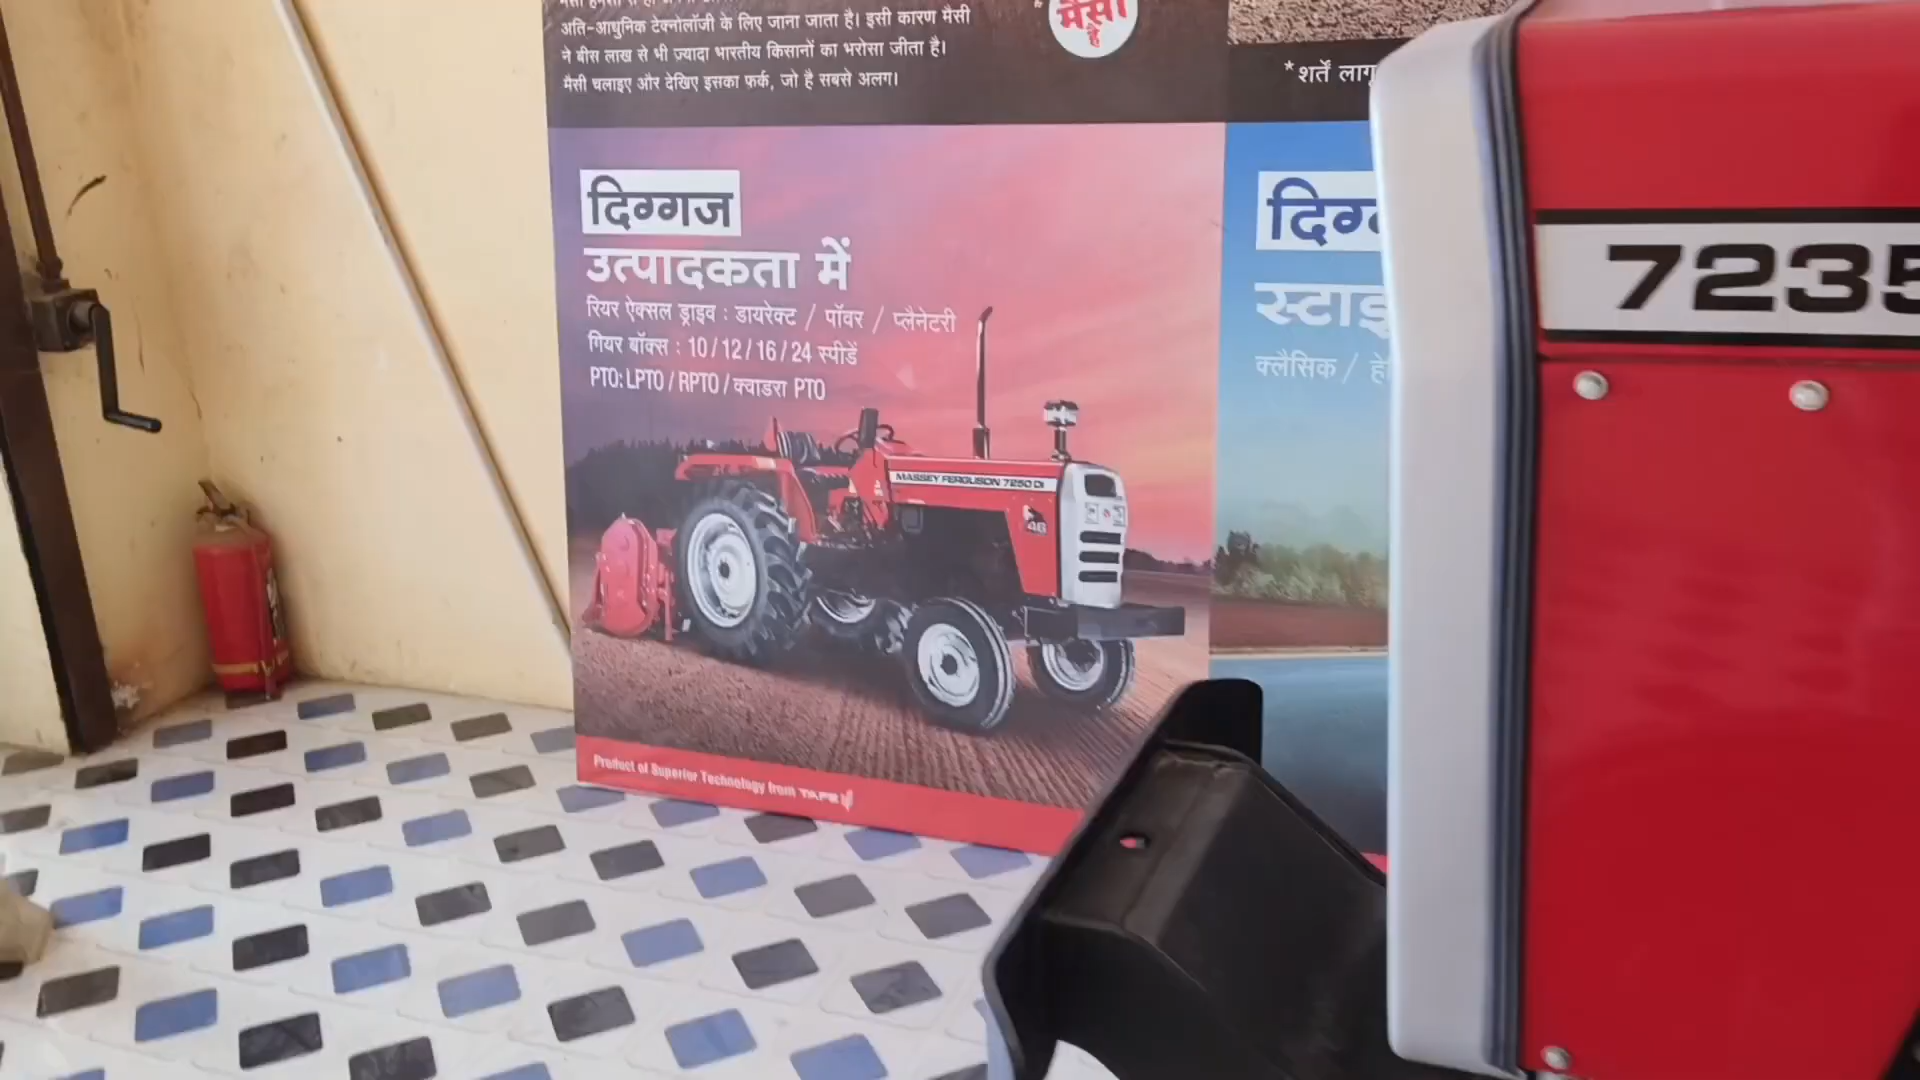 अति-आधुनिक टेक्नोलॉजी के लिए जाना जाता है। इसी कारण मैसी
ने बीस लाख से भी ज़्यादा भारतीय किसानों का भरोसा जीता है।
मैसी चलाइए और देखिए इसका फर्क, जो है सबसे अलग।
मैसी
*शर्तें लागू
दिग्गज
उत्पादकता में
रियर ऐक्सल ड्राइव : डायरेक्ट / पॉवर / प्लैनेटरी
गियर बॉक्स : 10/12/16/24 स्पीडें
PTO: LPTO / RPTO / क्वाडरा PTO
MASSEY FERGUSON 7250 DI
46
Product of Superior Technology from TAFE
क्लैसिक /
7235